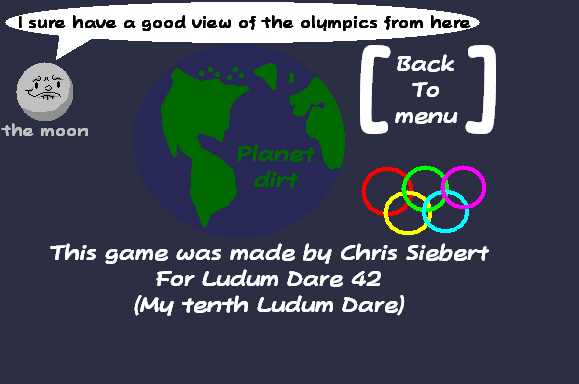 I sure have a good view of the olympics from here
the moon
Planet
dirt
Back
To
menu
This game was made by Chris Siebert
For Ludum Dare 42
(My tenth Ludum Dare)